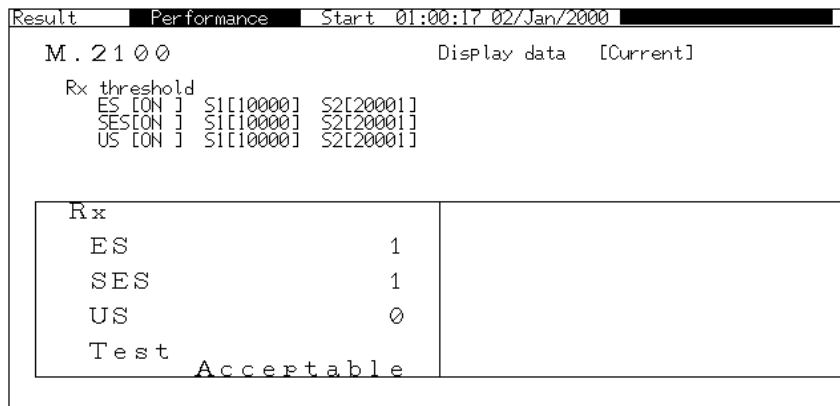 Result Performance Start 01:00:17 02/Jan/2000
M.2100 Display data [Current]
Rx threshold
ES [ON ] S1[10000] S2[20001]
SES[ON ] S1[10000] S2[20001]
US [ON ] S1[10000] S2[20001]
Rx
ES 1
SES 1
US 0
Test
Acceptable